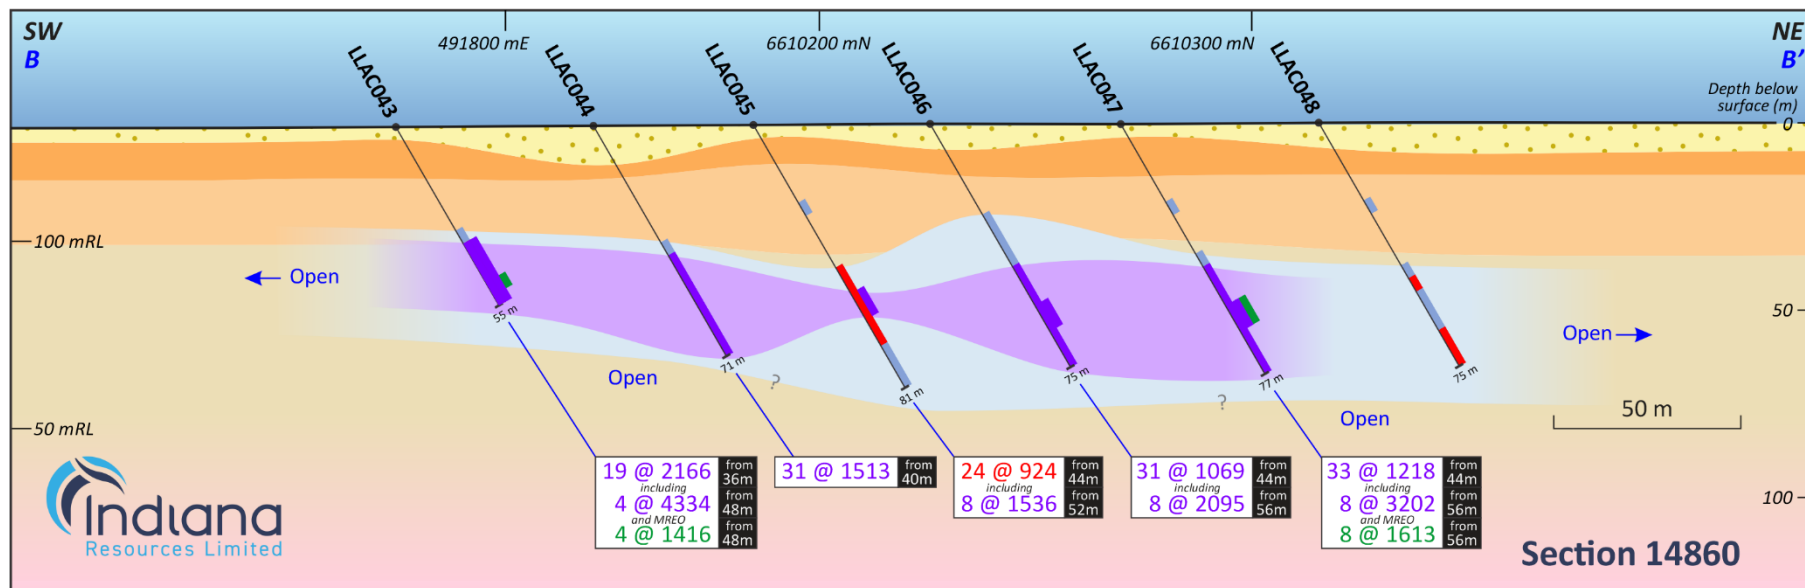 SW
B
491800 mE
6610200 mN
6610300 mN
NE
B’
Depth below
surface (m)
LLAC043
LLAC044
LLAC045
LLAC046
LLAC047
LLAC048
0
100 mRL
Open
50
Open
55 m
71 m
81 m
75 m
77 m
75 m
Open
?
?
Open
50 m
50 mRL
19 @ 2166 from 36m
including
4 @ 4334 from 48m
and MREO
4 @ 1416 from 48m
31 @ 1513 from 40m
24 @ 924 from 44m
including
8 @ 1536 from 52m
31 @ 1069 from 44m
including
8 @ 2095 from 56m
33 @ 1218 from 44m
including
8 @ 3202 from 56m
and MREO
8 @ 1613 from 56m
100
Indiana
Resources Limited
Section 14860